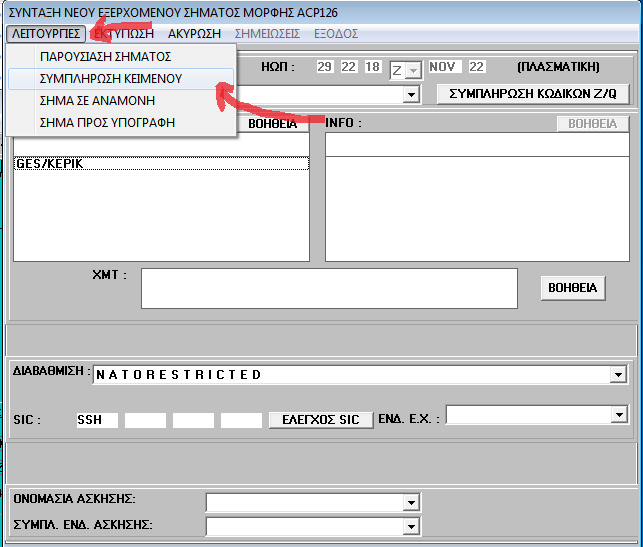 ΣΥΝΤΑΞΗ ΝΕΟΥ ΕΞΕΡΧΟΜΕΝΟΥ ΣΗΜΑΤΟΣ ΜΟΡΦΗΣ ACP126
ΛΕΙΤΟΥΡΓΙΕΣ ΕΚΤΥΠΩΣΗ ΑΚΥΡΩΣΗ ΣΗΜΕΙΩΣΕΙΣ ΕΞΟΔΟΣ
ΠΑΡΟΥΣΙΑΣΗ ΣΗΜΑΤΟΣ
ΗΩΠ : 29 22 18 Z NOV 22 (ΠΛΑΣΜΑΤΙΚΗ)
ΣΥΜΠΛΗΡΩΣΗ ΚΕΙΜΕΝΟΥ
ΣΥΜΠΛΗΡΩΣΗ ΚΩΔΙΚΩΝ Z/Q
ΣΗΜΑ ΣΕ ΑΝΑΜΟΝΗ
ΣΗΜΑ ΠΡΟΣ ΥΠΟΓΡΑΦΗ
ΒΟΗΘΕΙΑ INFO : ΒΟΗΘΕΙΑ
GES/KEPIK
XMT : ΒΟΗΘΕΙΑ
ΔΙΑΒΑΘΜΙΣΗ : N A T O R E S T R I C T E D
SIC : SSH ΕΛΕΓΧΟΣ SIC ΕΝΔ. Ε.Χ. :
ΟΝΟΜΑΣΙΑ ΑΣΚΗΣΗΣ:
ΣΥΜΠΛ. ΕΝΔ. ΑΣΚΗΣΗΣ: